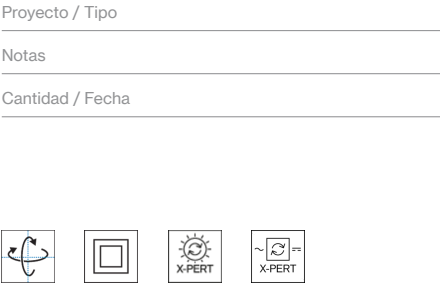 Proyecto / Tipo
Notas
Cantidad / Fecha
X-PERT
X-PERT